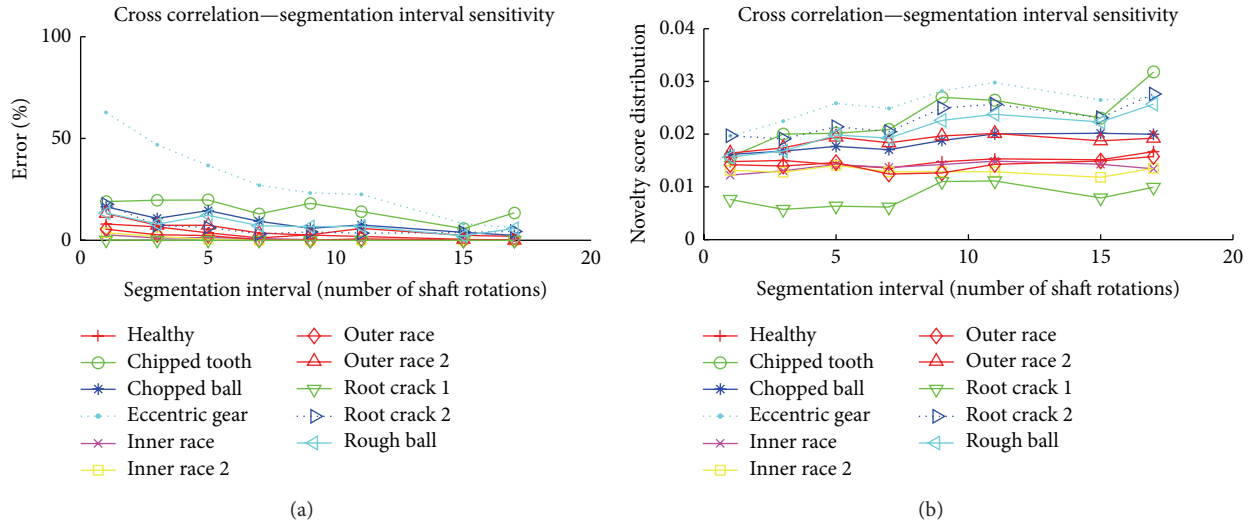 Cross correlation—segmentation interval sensitivity
100
50
0
Error (%)
0
5
10
15
20
Segmentation interval (number of shaft rotations)
Healthy
Chipped tooth
Chopped ball
Eccentric gear
Inner race
Inner race 2
Outer race
Outer race 2
Root crack 1
Root crack 2
Rough ball
(a)
Cross correlation—segmentation interval sensitivity
0.04
0.03
0.02
0.01
0
Novelty score distribution
0
5
10
15
20
Segmentation interval (number of shaft rotations)
Healthy
Chipped tooth
Chopped ball
Eccentric gear
Inner race
Inner race 2
Outer race
Outer race 2
Root crack 1
Root crack 2
Rough ball
(b)